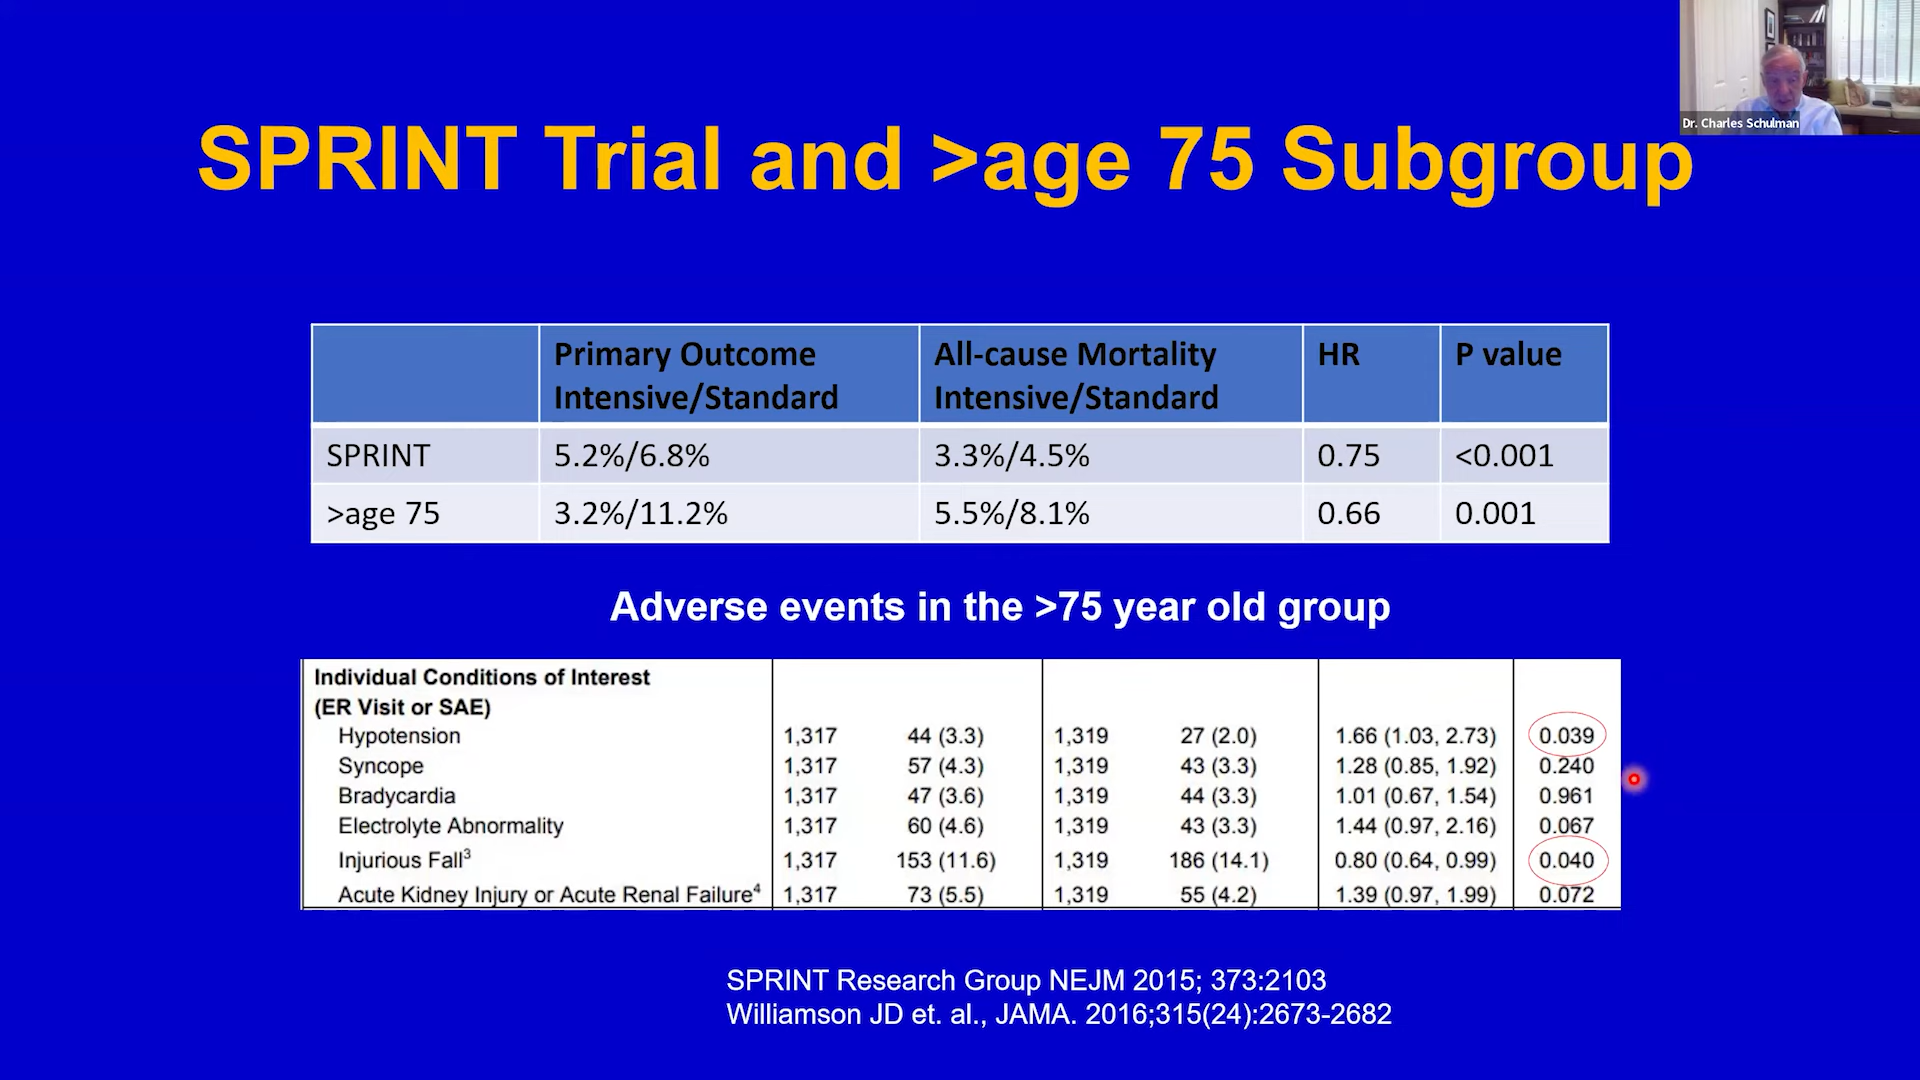 Dr. Charles Schulman
SPRINT Trial and >age 75 Subgroup
Primary Outcome Intensive/Standard All-cause Mortality Intensive/Standard HR P value
SPRINT 5.2%/6.8% 3.3%/4.5% 0.75 <0.001
>age 75 3.2%/11.2% 5.5%/8.1% 0.66 0.001
Adverse events in the >75 year old group
Individual Conditions of Interest
(ER Visit or SAE)
Hypotension 1,317 44 (3.3) 1,319 27 (2.0) 1.66 (1.03, 2.73) 0.039
Syncope 1,317 57 (4.3) 1,319 43 (3.3) 1.28 (0.85, 1.92) 0.240
Bradycardia 1,317 47 (3.6) 1,319 44 (3.3) 1.01 (0.67, 1.54) 0.961
Electrolyte Abnormality 1,317 60 (4.6) 1,319 43 (3.3) 1.44 (0.97, 2.16) 0.067
Injurious Fall³ 1,317 153 (11.6) 1,319 186 (14.1) 0.80 (0.64, 0.99) 0.040
Acute Kidney Injury or Acute Renal Failure⁴ 1,317 73 (5.5) 1,319 55 (4.2) 1.39 (0.97, 1.99) 0.072
SPRINT Research Group NEJM 2015; 373:2103
Williamson JD et. al., JAMA. 2016;315(24):2673-2682